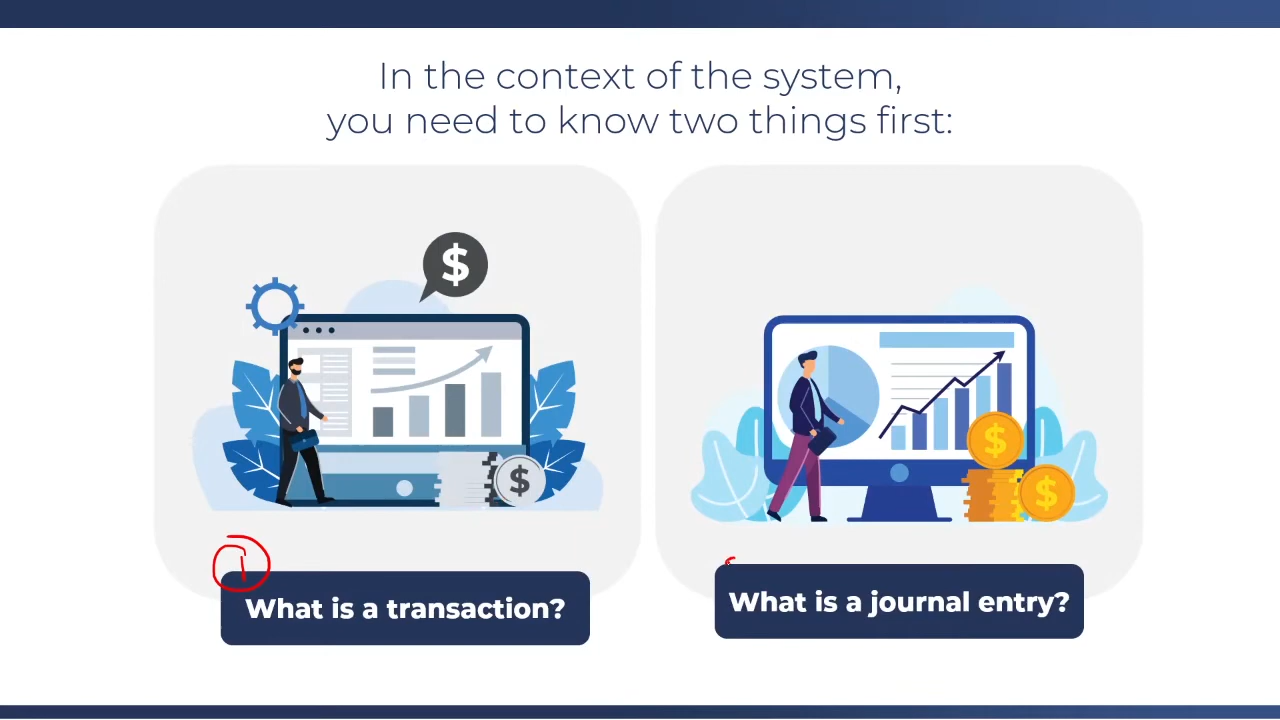 In the context of the system,
you need to know two things first:
$
$
$
$
1
What is a transaction?
What is a journal entry?